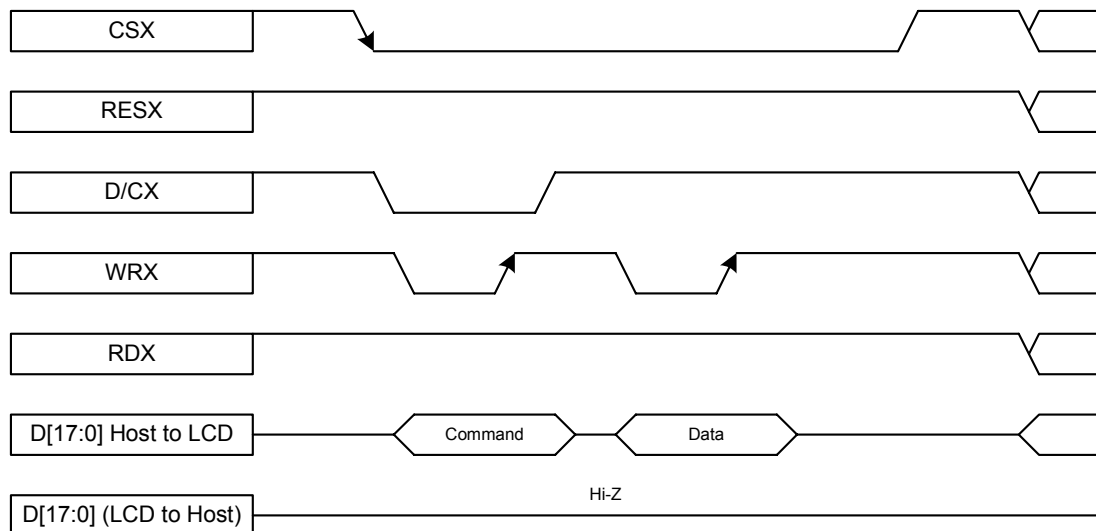 CSX
RESX
D/CX
WRX
RDX
D[17:0] Host to LCD
Command
Data
Hi-Z
D[17:0] (LCD to Host)